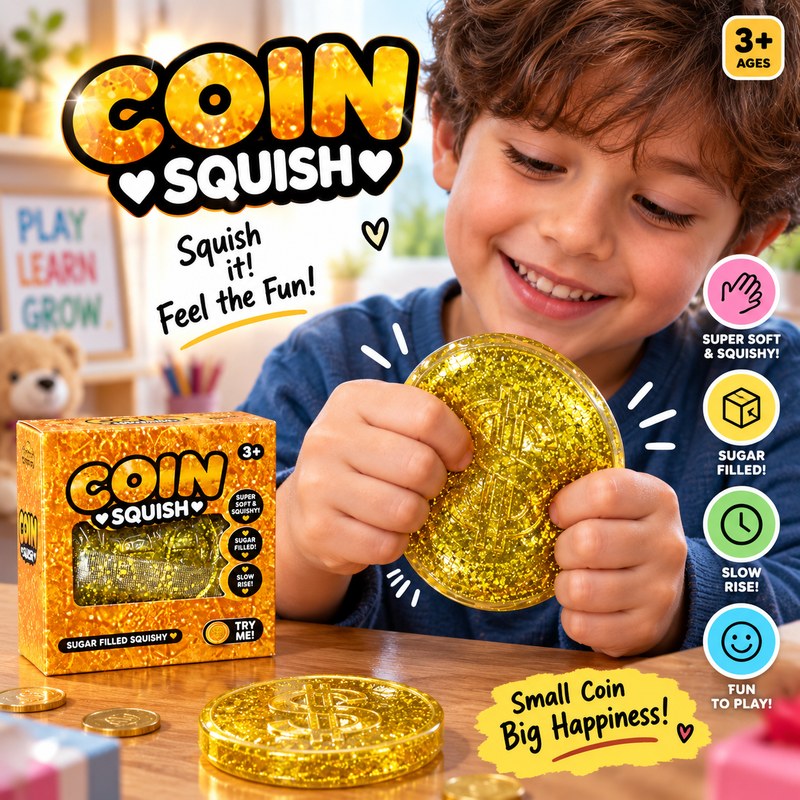 COIN
SQUISH
Squish
it!
Feel the Fun!
3+
AGES
PLAY
LEARN
GROW
SUPER SOFT
& SQUISHY!
SUGAR
FILLED!
SLOW
RISE!
FUN
TO PLAY!
COIN
SQUISH
3+
SUPER
SOFT &
SQUISHY!
SUGAR
FILLED!
SLOW
RISE!
TRY
ME!
SUGAR FILLED SQUISHY
COIN
SQUISH
$
$
Small Coin
Big Happiness!